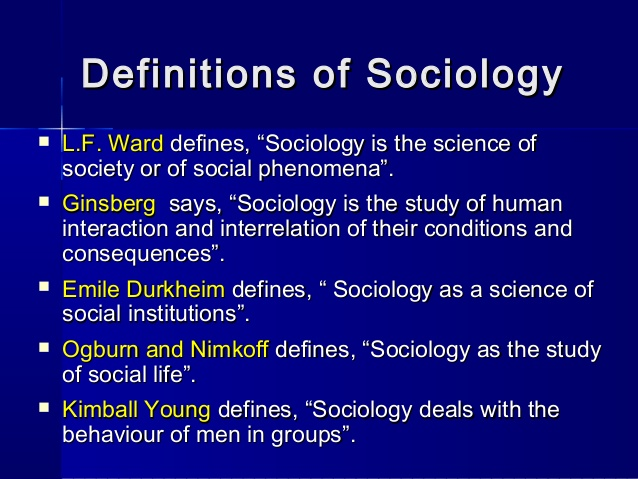 Definitions of Sociology
L.F. Ward defines, “Sociology is the science of
society or of social phenomena”.
Ginsberg says, “Sociology is the study of human
interaction and interrelation of their conditions and
consequences”.
Emile Durkheim defines, “ Sociology as a science of
social institutions”.
Ogburn and Nimkoff defines, “Sociology as the study
of social life”.
Kimball Young defines, “Sociology deals with the
behaviour of men in groups”.